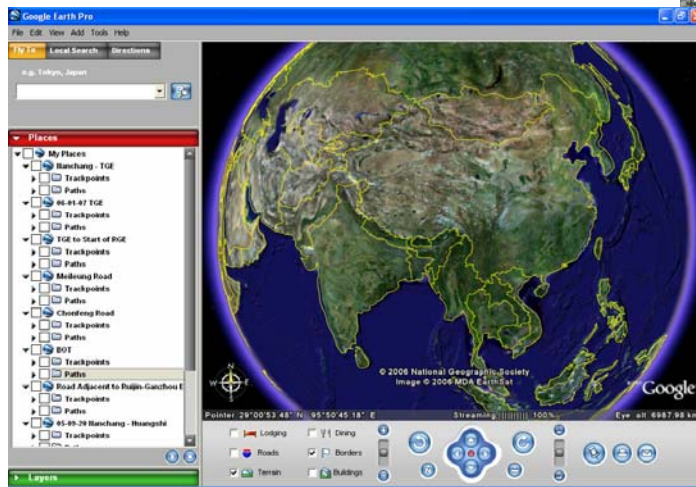 Google Earth Pro
File Edit View Add Tools Help
Fly To Local Search Directions
e.g. Tokyo, Japan
Places
My Places
Nanchang - TGE
Trackpoints
Paths
06-01-07 TGE
Trackpoints
Paths
TGE to Start of RGE
Trackpoints
Paths
Meileung Road
Trackpoints
Paths
Chonfeng Road
Trackpoints
Paths
BOT
Trackpoints
Paths
Road Adjacent to Ruijin-Ganzhou E
Trackpoints
Paths
05-09-20 Nanchang - Huangshi
Trackpoints
Layers
N
W E
© 2006 National Geographic Society
Image © 2006 MDA EarthSat
Google
Pointer 29°00'53.48" N 95°50'45.18" E Streaming |||||||||| 100% Eye alt 6987.98 km
Lodging Dining
Roads Borders
Terrain Buildings